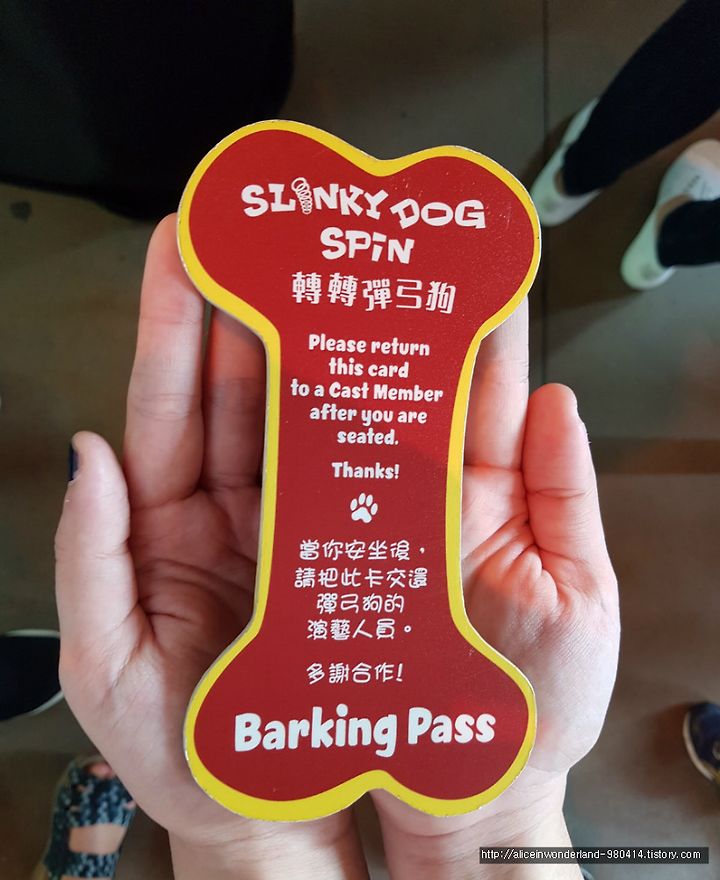 SLINKY DOG
SPIN
轉轉彈弓狗
Please return
this card
to a Cast Member
after you are
seated.
Thanks!
當你安坐後，
請把此卡交還
彈弓狗的
演藝人員。
多謝合作!
Barking Pass
http://aliceinwonderland-980414.tistory.com